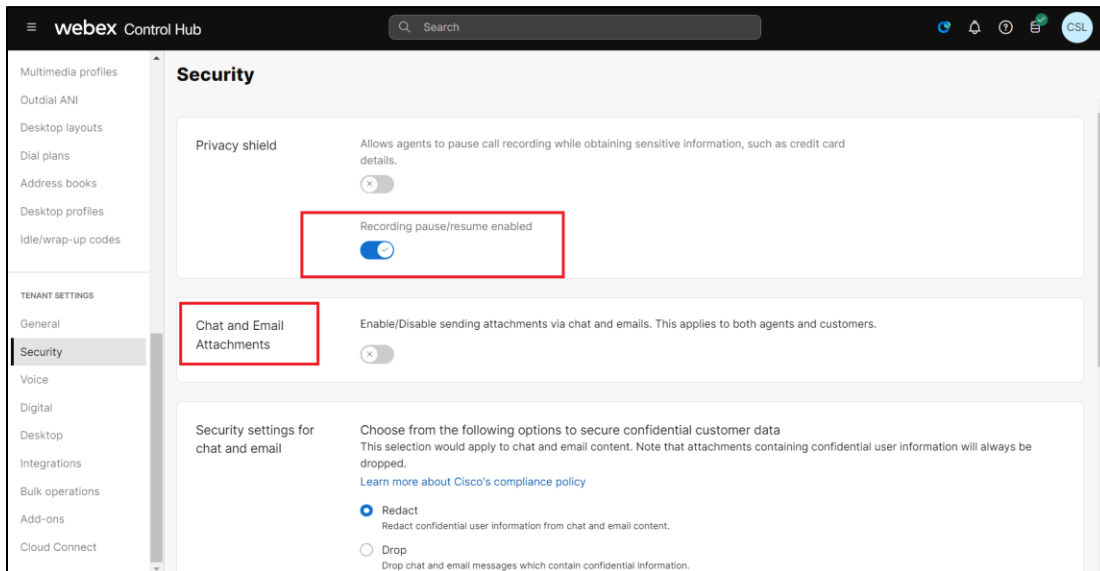 webex Control Hub
Search
CSL
Multimedia profiles
Outdial ANI
Desktop layouts
Dial plans
Address books
Desktop profiles
Idle/wrap-up codes
TENANT SETTINGS
General
Security
Voice
Digital
Desktop
Integrations
Bulk operations
Add-ons
Cloud Connect
Security
Privacy shield
Allows agents to pause call recording while obtaining sensitive information, such as credit card
details.
Recording pause/resume enabled
Chat and Email
Attachments
Enable/Disable sending attachments via chat and emails. This applies to both agents and customers.
Security settings for
chat and email
Choose from the following options to secure confidential customer data
This selection would apply to chat and email content. Note that attachments containing confidential user information will always be
dropped.
Learn more about Cisco's compliance policy
Redact
Redact confidential user information from chat and email content.
Drop
Drop chat and email messages which contain confidential information.